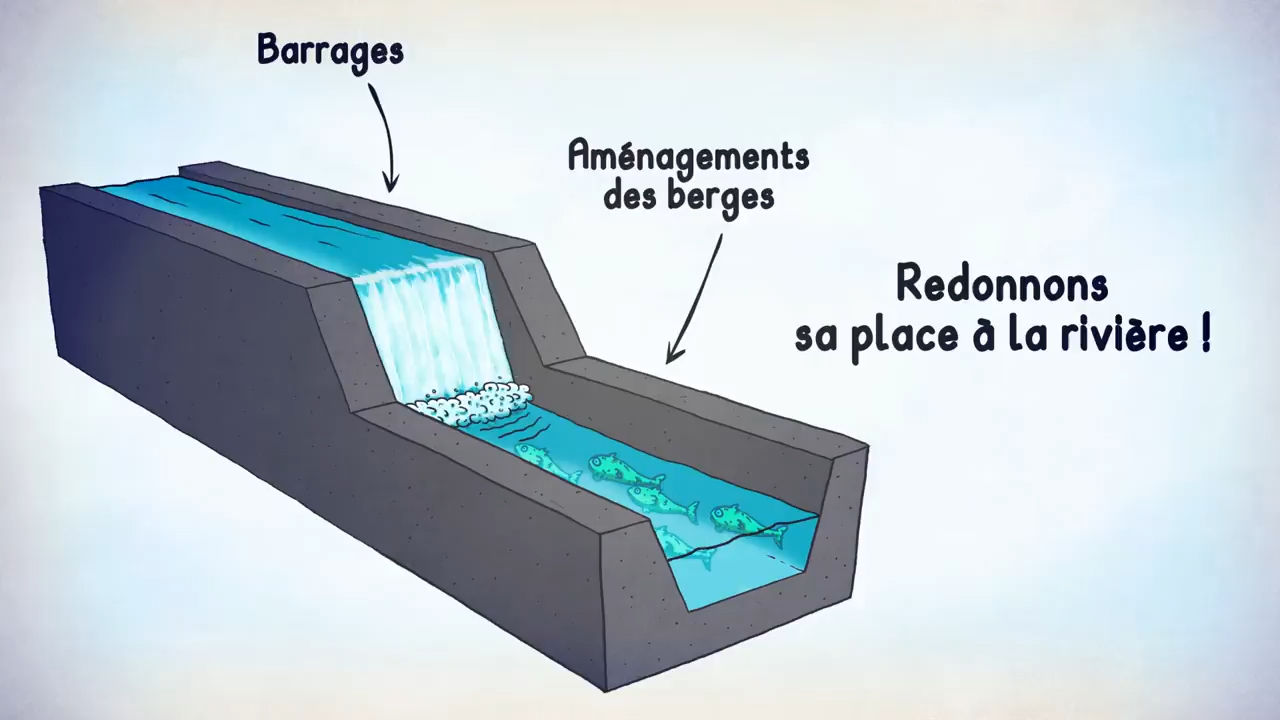 Barrages
Aménagements
des berges
Redonnons
sa place à la rivière !